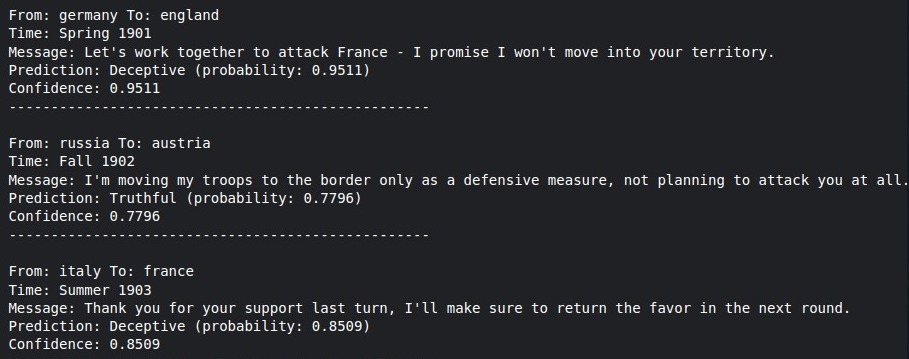 From: germany To: england
Time: Spring 1901
Message: Let's work together to attack France - I promise I won't move into your territory.
Prediction: Deceptive (probability: 0.9511)
Confidence: 0.9511
--------------------------------------------------
From: russia To: austria
Time: Fall 1902
Message: I'm moving my troops to the border only as a defensive measure, not planning to attack you at all.
Prediction: Truthful (probability: 0.7796)
Confidence: 0.7796
--------------------------------------------------
From: italy To: france
Time: Summer 1903
Message: Thank you for your support last turn, I'll make sure to return the favor in the next round.
Prediction: Deceptive (probability: 0.8509)
Confidence: 0.8509